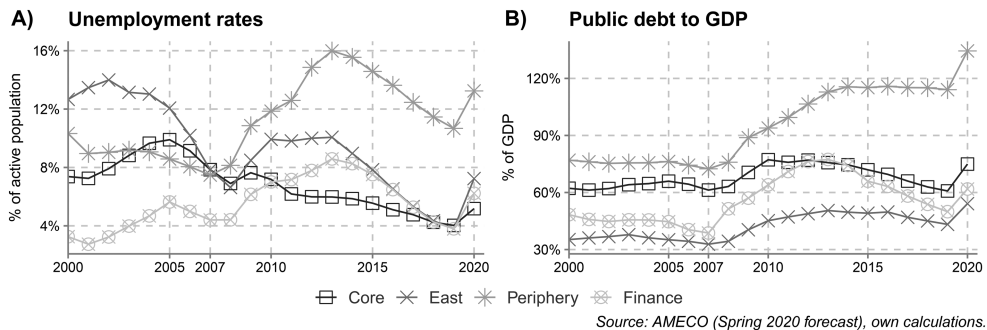 A) Unemployment rates
% of active population
16%
12%
8%
4%
2000 2005 2007 2010 2015 2020
B) Public debt to GDP
% of GDP
120%
90%
60%
30%
2000 2005 2007 2010 2015 2020
Core East Periphery Finance
Source: AMECO (Spring 2020 forecast), own calculations.